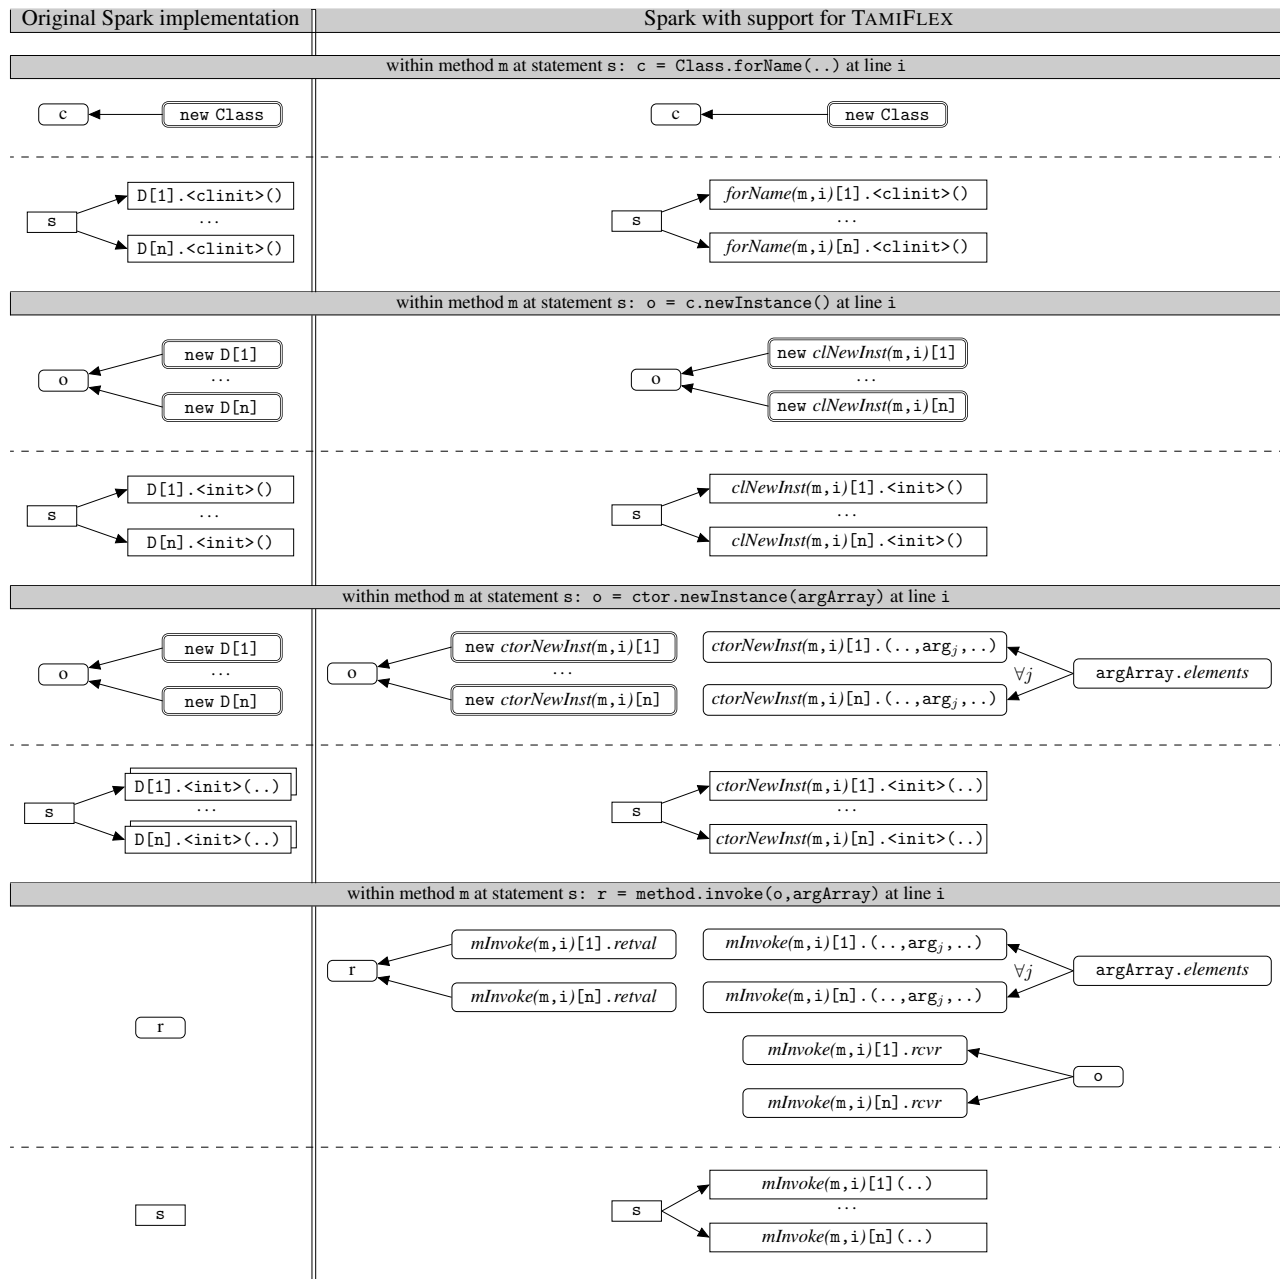 Original Spark implementation
Spark with support for TAMIFLEX
within method m at statement s: c = Class.forName(..) at line i
c
new Class
c
new Class
s
D[1].<clinit>()
...
D[n].<clinit>()
s
forName(m,i)[1].<clinit>()
...
forName(m,i)[n].<clinit>()
within method m at statement s: o = c.newInstance() at line i
o
new D[1]
...
new D[n]
o
new clNewInst(m,i)[1]
...
new clNewInst(m,i)[n]
s
D[1].<init>()
...
D[n].<init>()
s
clNewInst(m,i)[1].<init>()
...
clNewInst(m,i)[n].<init>()
within method m at statement s: o = ctor.newInstance(argArray) at line i
o
new D[1]
...
new D[n]
o
new ctorNewInst(m,i)[1]
...
new ctorNewInst(m,i)[n]
ctorNewInst(m,i)[1].(..,argj,..)
∀j
ctorNewInst(m,i)[n].(..,argj,..)
argArray.elements
s
D[1].<init>(..)
...
D[n].<init>(..)
s
ctorNewInst(m,i)[1].<init>(..)
...
ctorNewInst(m,i)[n].<init>(..)
within method m at statement s: r = method.invoke(o,argArray) at line i
r
r
mInvoke(m,i)[1].retval
mInvoke(m,i)[n].retval
mInvoke(m,i)[1].(..,argj,..)
∀j
mInvoke(m,i)[n].(..,argj,..)
argArray.elements
mInvoke(m,i)[1].rcvr
mInvoke(m,i)[n].rcvr
o
s
s
mInvoke(m,i)[1](..)
...
mInvoke(m,i)[n](..)